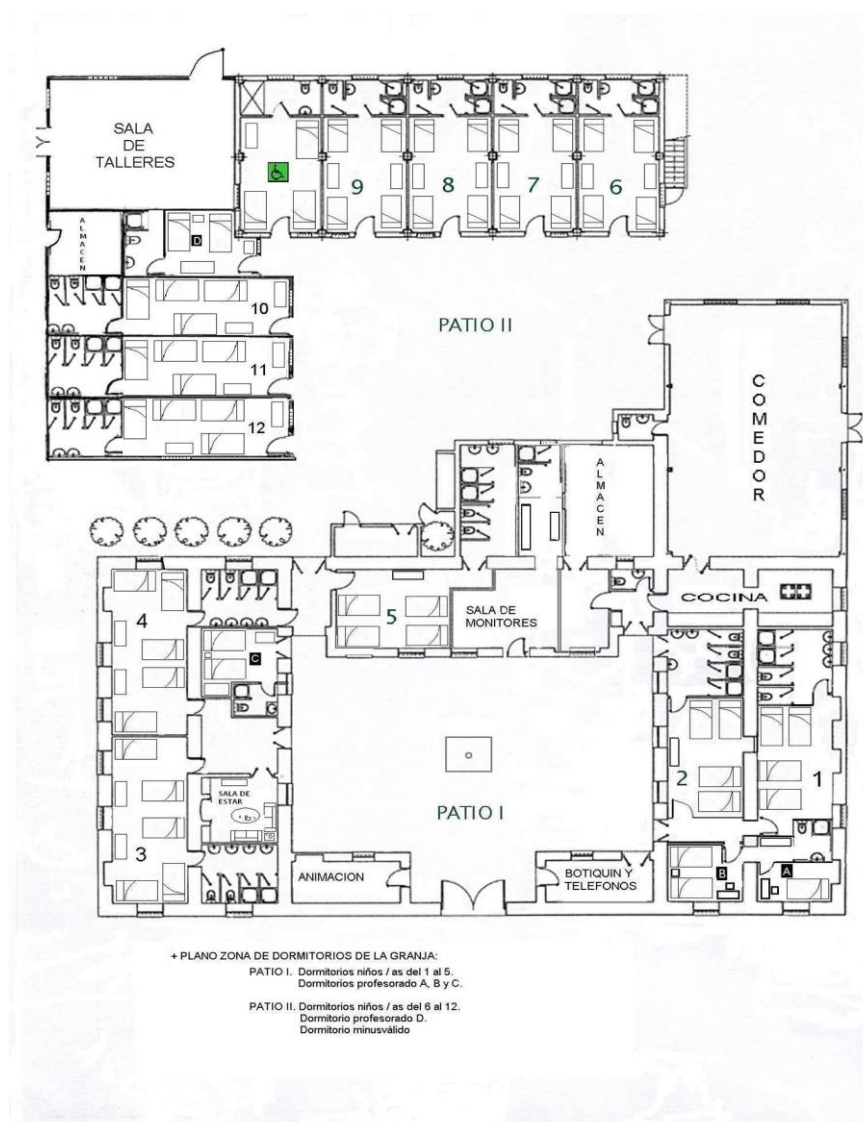 SALA
DE
TALLERES
9
8
7
6
ALMACEN
D
10
11
12
PATIO II
COMEDOR
ALMACEN
4
5
SALA DE
MONITORES
COCINA
C
2
1
SALA DE
ESTAR
PATIO I
3
ANIMACION
BOTIQUIN Y
TELEFONOS
B
A
+ PLANO ZONA DE DORMITORIOS DE LA GRANJA:
PATIO I. Dormitorios niños / as del 1 al 5.
Dormitorios profesorado A, B y C.
PATIO II. Dormitorios niños / as del 6 al 12.
Dormitorio profesorado D.
Dormitorio minusválido